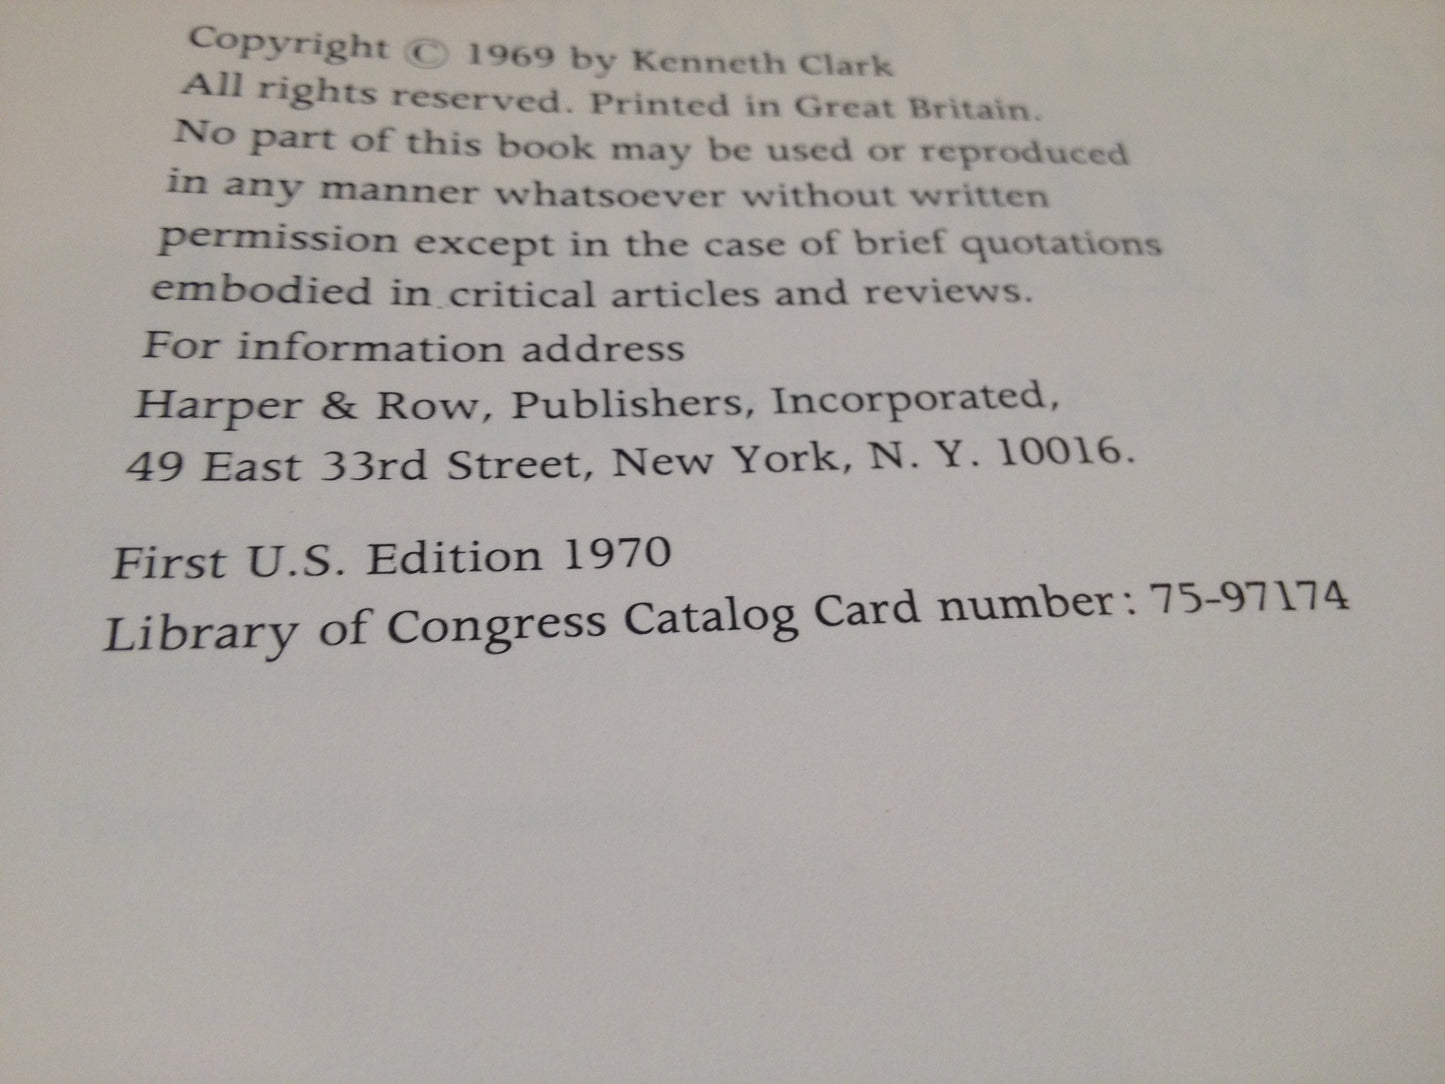 Copyright © 1969 by Kenneth Clark
All rights reserved. Printed in Great Britain.
No part of this book may be used or reproduced
in any manner whatsoever without written
permission except in the case of brief quotations
embodied in critical articles and reviews.
For information address
Harper & Row, Publishers, Incorporated,
49 East 33rd Street, New York, N. Y. 10016.
First U.S. Edition 1970
Library of Congress Catalog Card number: 75-97174